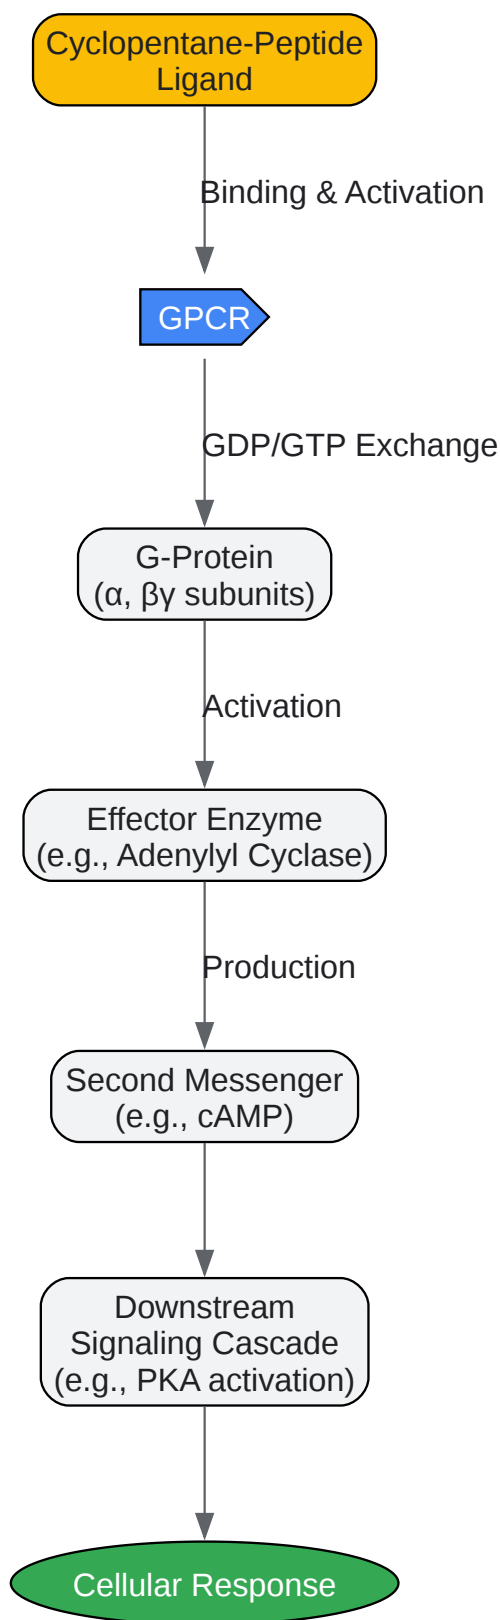 Cyclopentane-Peptide
Ligand
Binding & Activation
GPCR
GDP/GTP Exchange
G-Protein
(α, βγ subunits)
Activation
Effector Enzyme
(e.g., Adenylyl Cyclase)
Production
Second Messenger
(e.g., cAMP)
Downstream
Signaling Cascade
(e.g., PKA activation)
Cellular Response